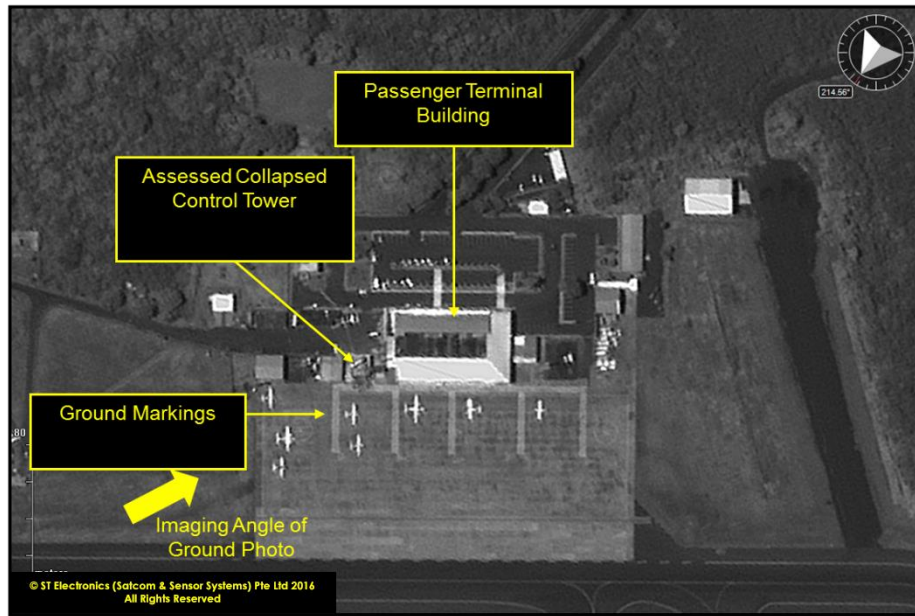 214.56°
Passenger Terminal
Building
Assessed Collapsed
Control Tower
Ground Markings
80
Imaging Angle of
Ground Photo
© ST Electronics (Satcom & Sensor Systems) Pte Ltd 2016
All Rights Reserved